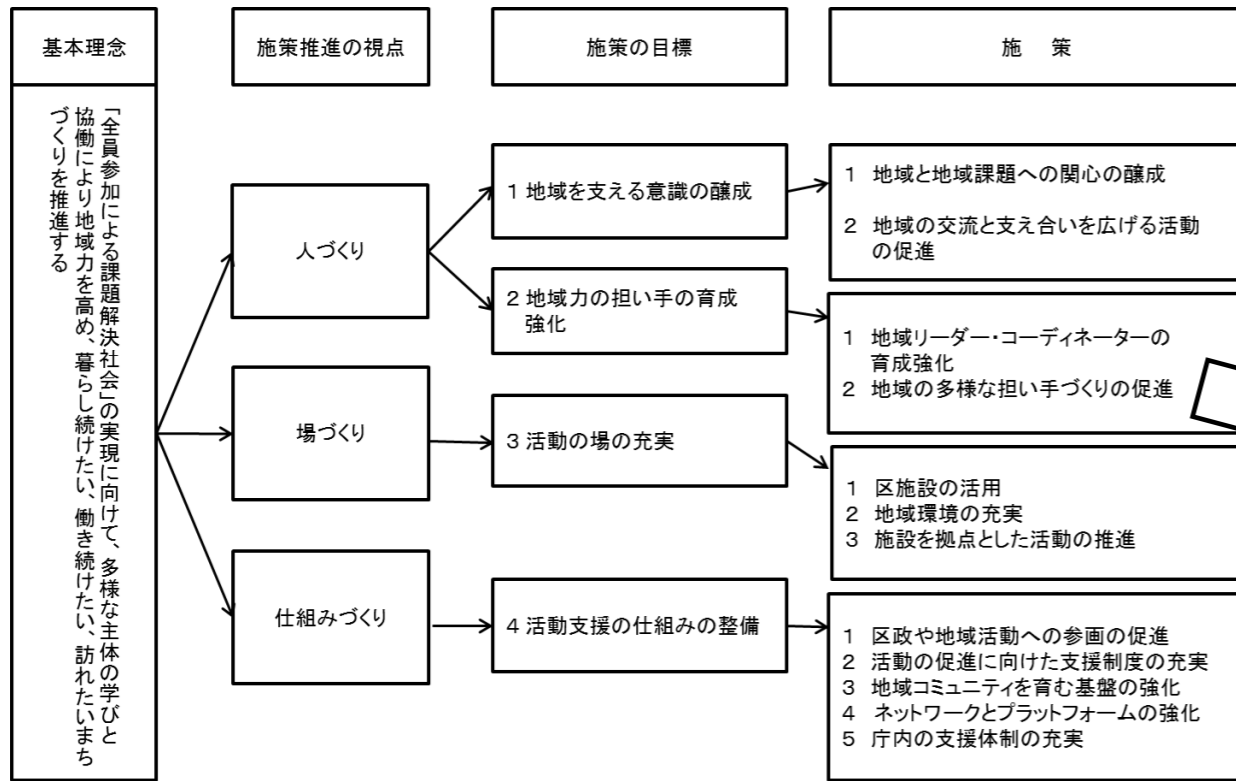 基本理念
施策推進の視点
施策の目標
施　策
「全員参加による課題解決社会」の実現に向けて、多様な主体の学びと
協働により地域力を高め、暮らし続けたい、働き続けたい、訪れたいまち
づくりを推進する
人づくり
1 地域を支える意識の醸成
1 地域と地域課題への関心の醸成
2 地域の交流と支え合いを広げる活動
の促進
2 地域力の担い手の育成
強化
1 地域リーダー・コーディネーターの
育成強化
2 地域の多様な担い手づくりの促進
場づくり
3 活動の場の充実
1 区施設の活用
2 地域環境の充実
3 施設を拠点とした活動の推進
仕組みづくり
4 活動支援の仕組みの整備
1 区政や地域活動への参画の促進
2 活動の促進に向けた支援制度の充実
3 地域コミュニティを育む基盤の強化
4 ネットワークとプラットフォームの強化
5 庁内の支援体制の充実